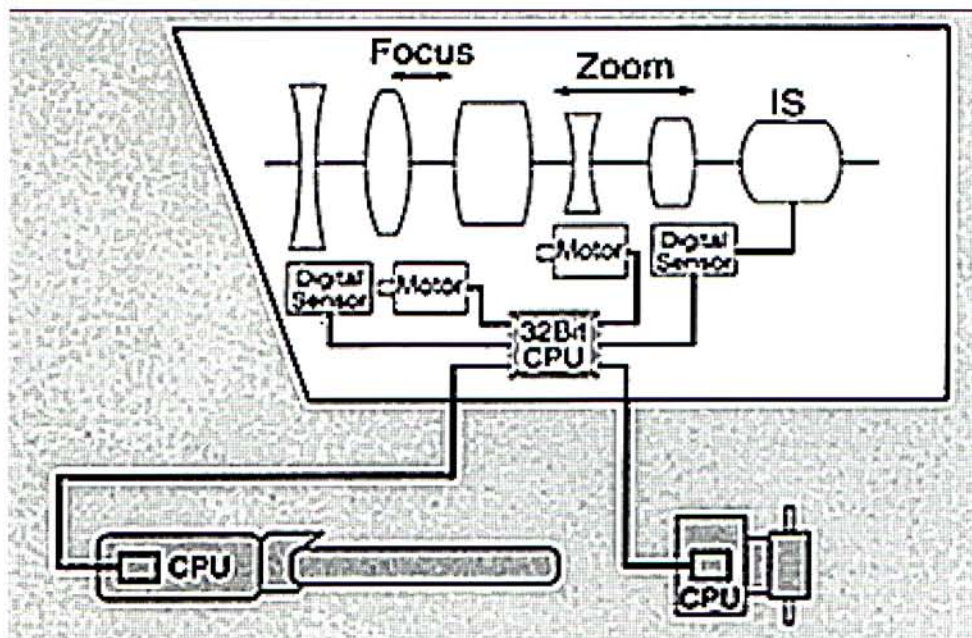 Focus
Zoom
IS
Digital
Sensor
Motor
Motor
Digital
Sensor
32Bit
CPU
CPU
CPU